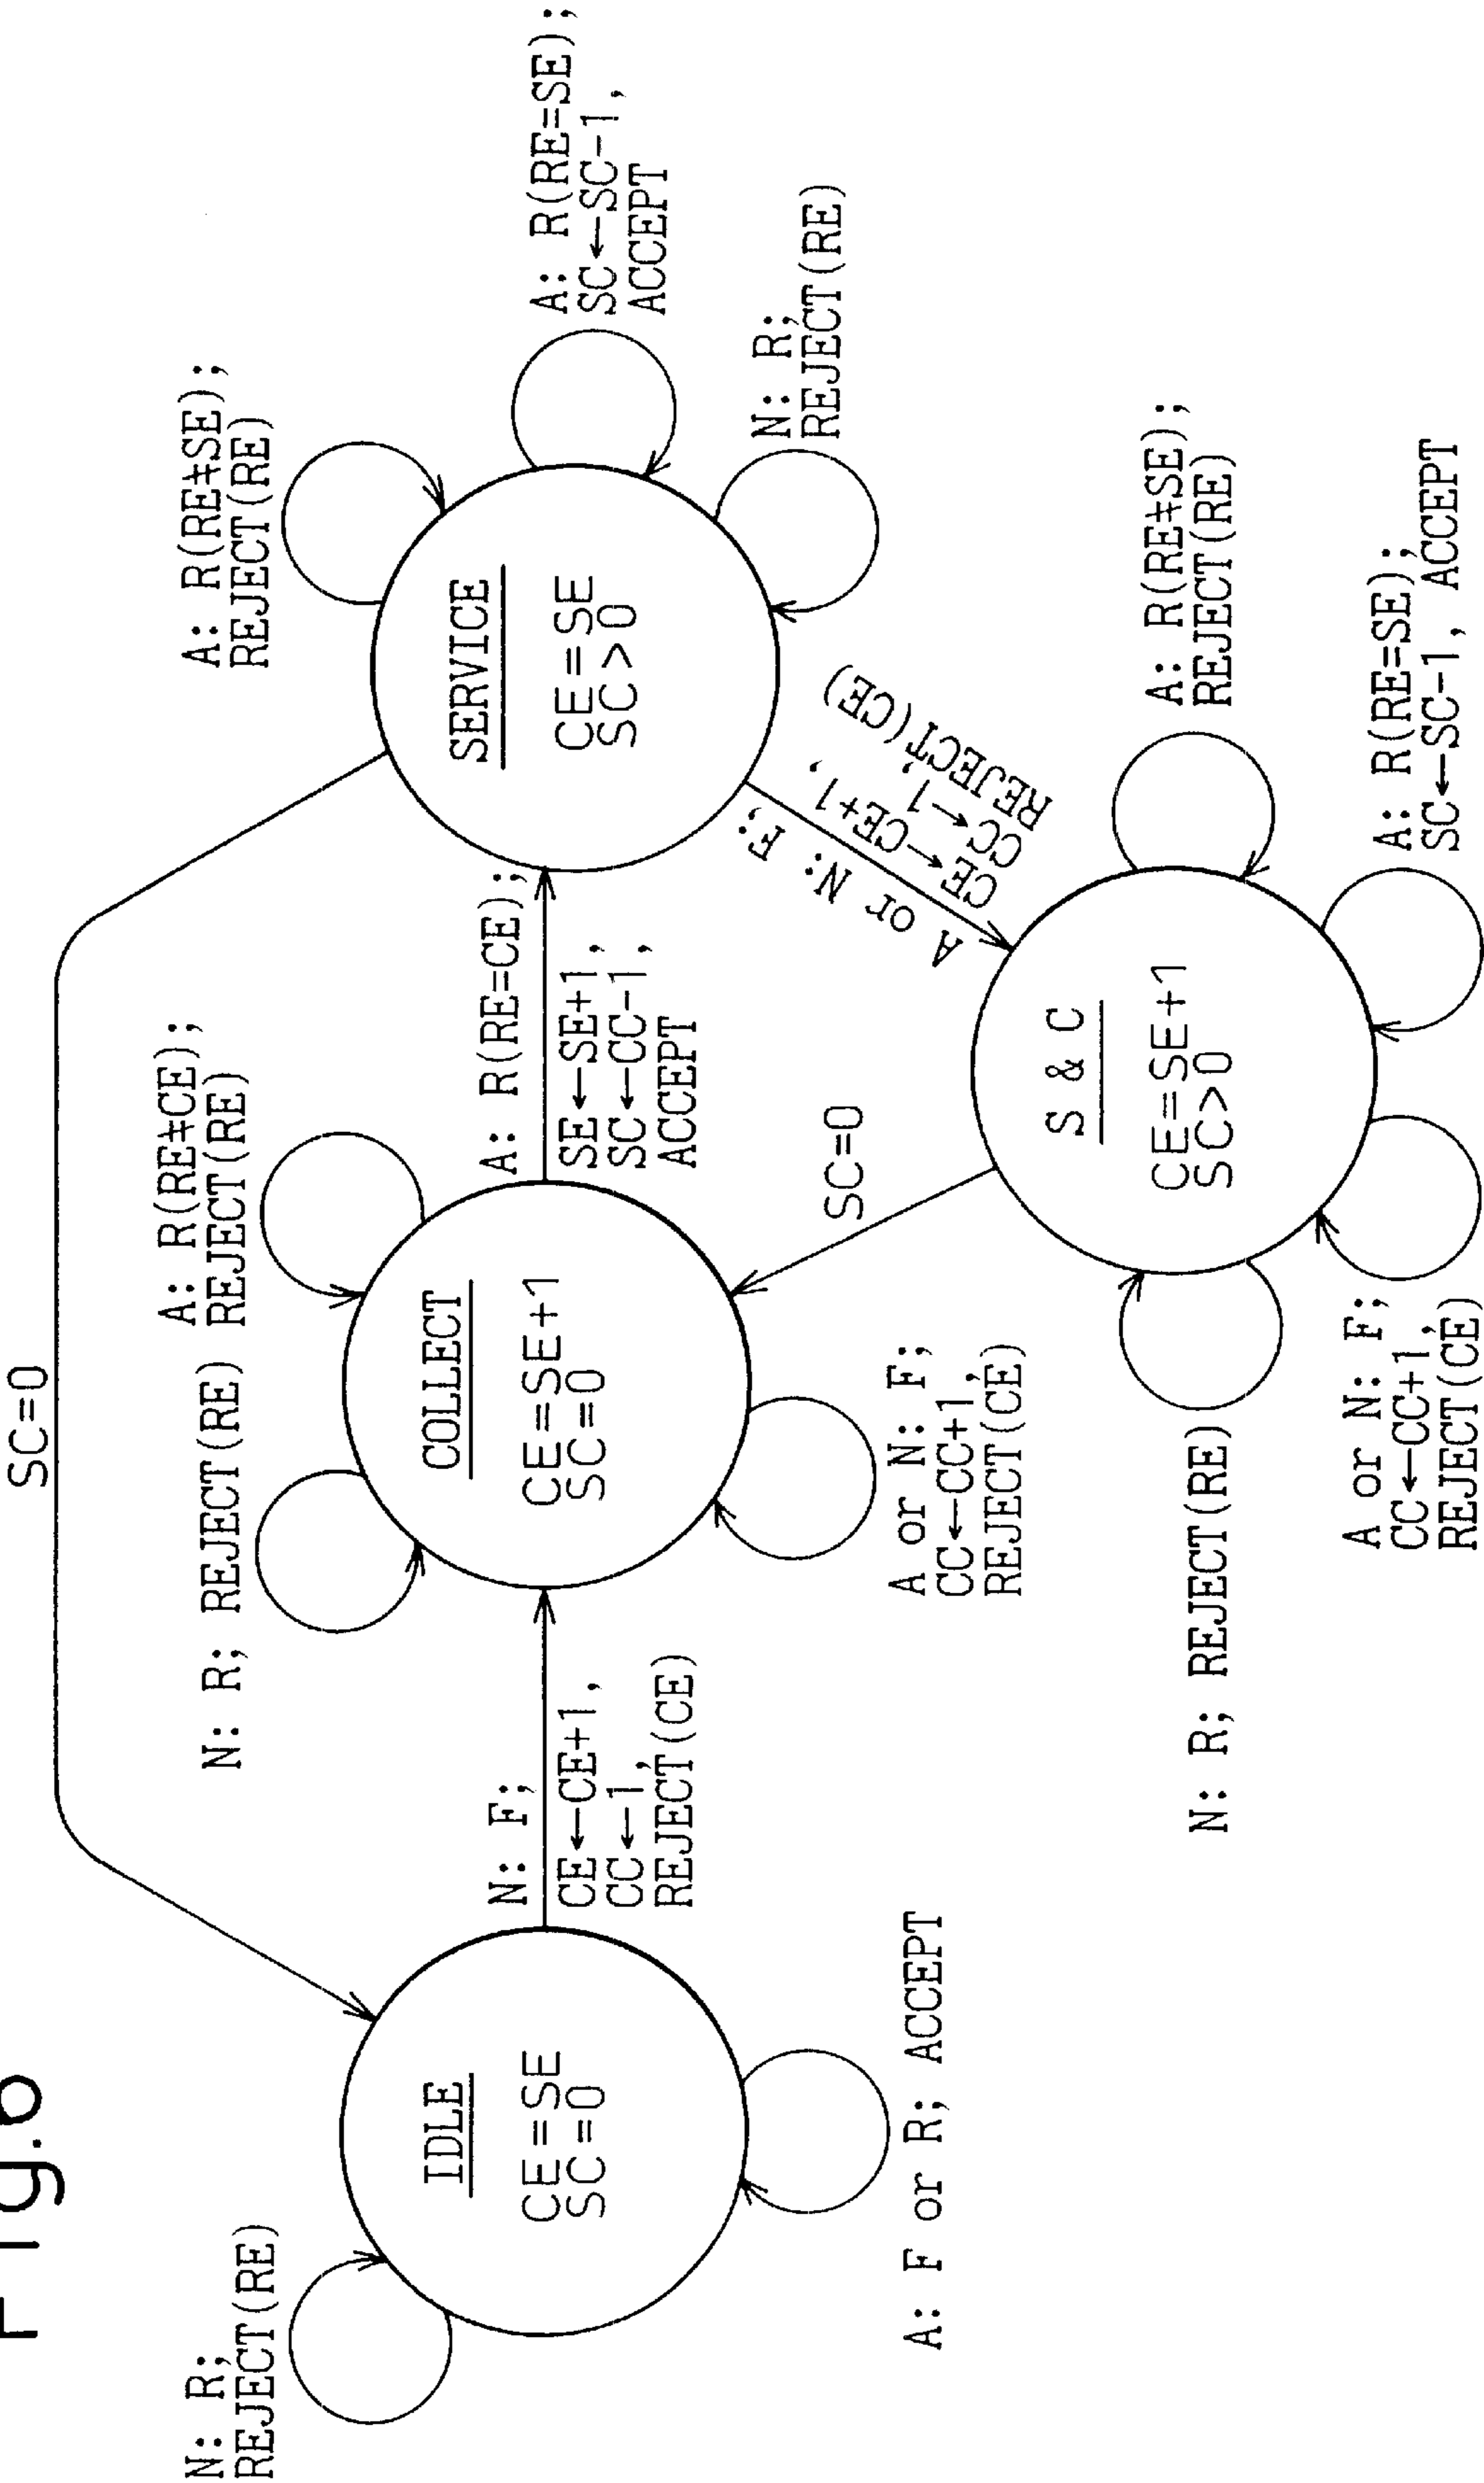 Fig.6
SC=0
N: R;
REJECT(RE)
IDLE
CE=SE
SC=0
A: F or R; ACCEPT
N: F;
CE←CE+1,
CC←1,
REJECT(CE)
N: R; REJECT(RE)
A: R(RE≠CE);
REJECT(RE)
COLLECT
CE=SE+1
SC=0
A or N: F;
CC←CC+1,
REJECT(CE)
A: R(RE=CE);
SE←SE+1,
SC←CC-1,
ACCEPT
A: R(RE≠SE);
REJECT(RE)
SERVICE
CE=SE
SC>0
A: R(RE=SE);
SC←SC-1,
ACCEPT
N: R;
REJECT(RE)
A or N: F;
CE←CE+1,
CC←1,
REJECT(CE)
SC=0
S & C
CE=SE+1
SC>0
A: R(RE≠SE);
REJECT(RE)
A: R(RE=SE);
SC←SC-1, ACCEPT
N: R; REJECT(RE)
A or N: F;
CC←CC+1,
REJECT(CE)